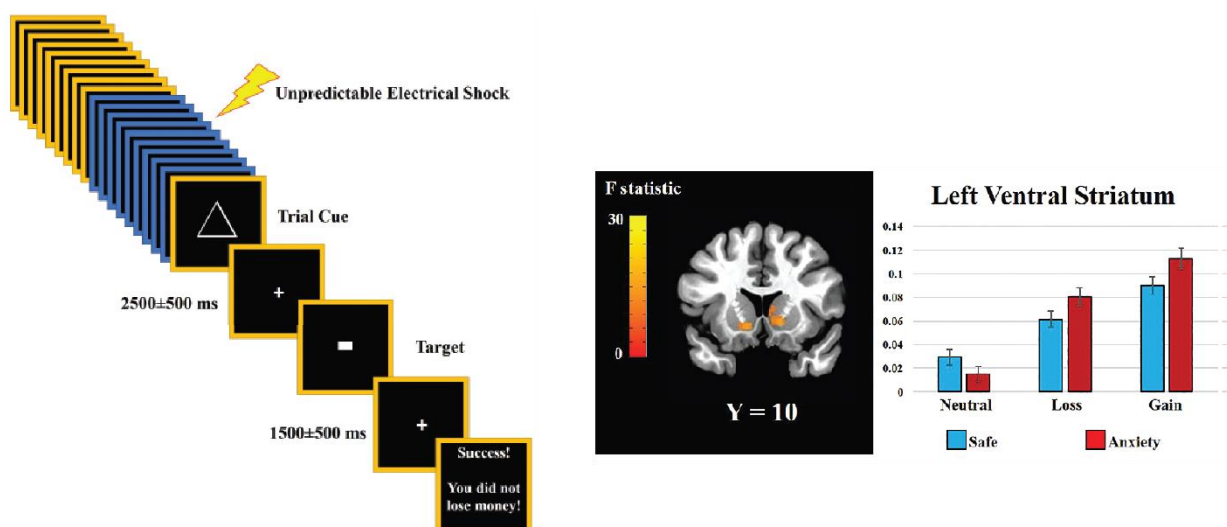 Unpredictable Electrical Shock
Trial Cue
2500±500 ms
Target
1500±500 ms
Success!
You did not
lose money!
F statistic
30
0
Y = 10
Left Ventral Striatum
0.14
0.12
0.1
0.08
0.06
0.04
0.02
0
Neutral
Loss
Gain
Safe
Anxiety